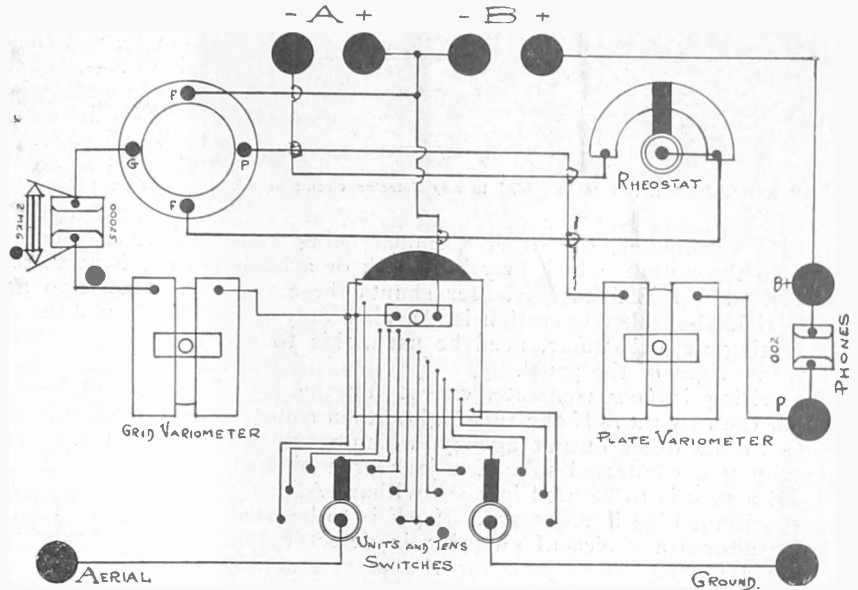 - A + - B +
F
G P
F
RHEOSTAT
2 MEG
.00025
B+
.002
PHONES
P
GRID VARIOMETER
PLATE VARIOMETER
UNITS AND TENS
SWITCHES
AERIAL
GROUND.